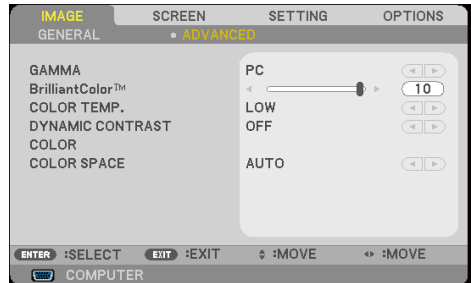 IMAGE SCREEN SETTING OPTIONS
GENERAL • ADVANCED
GAMMA PC
BrilliantColor™ 10
COLOR TEMP. LOW
DYNAMIC CONTRAST OFF
COLOR
COLOR SPACE AUTO
ENTER :SELECT EXIT :EXIT :MOVE :MOVE
COMPUTER